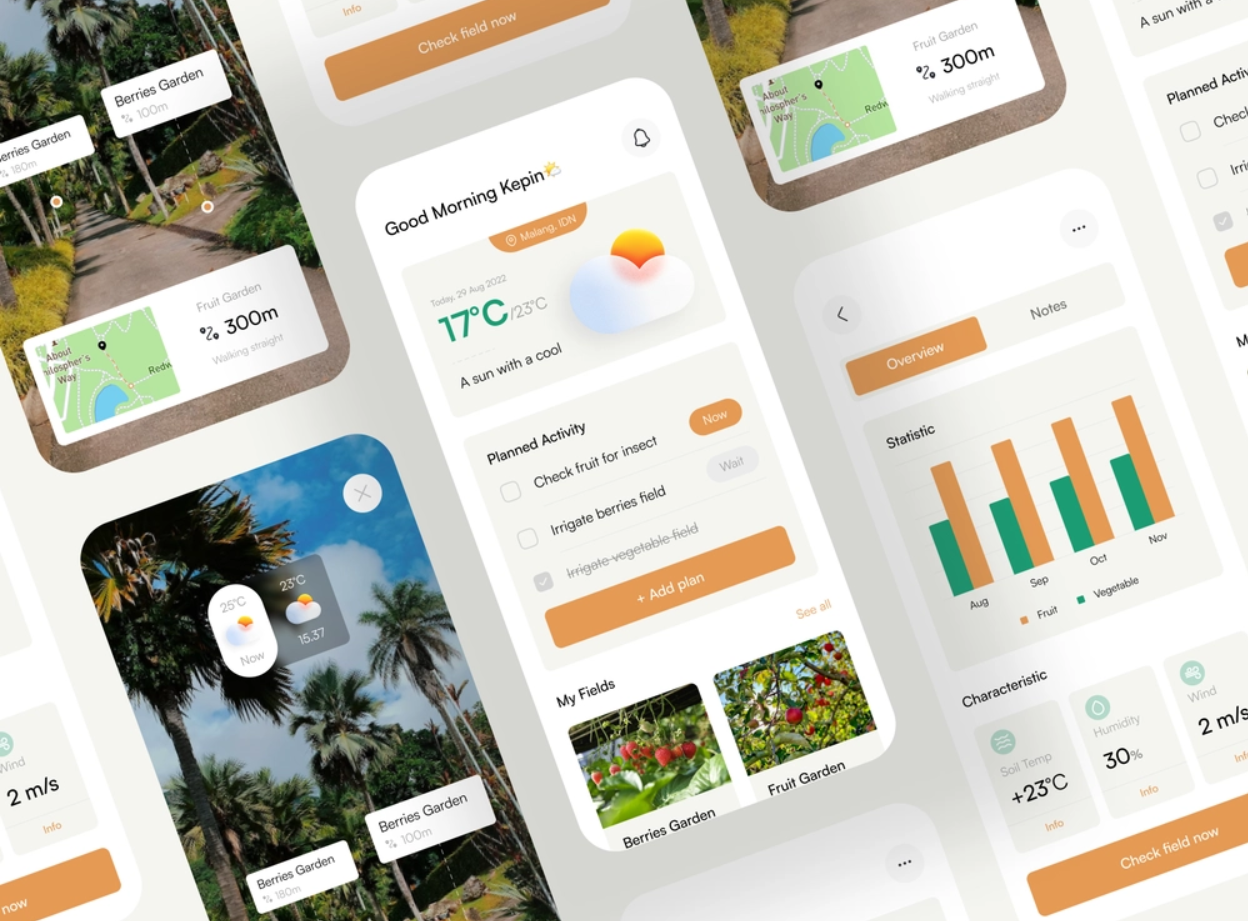 Info
Check field now
Berries Garden
100m
Berries Garden
180m
Fruit Garden
300m
Walking straight
About
Way
Redw
Good Morning Kepin
Malang, IDN
Today, 29 Aug 2022
17°C/23°C
A sun with a cool
Planned Activity
Check fruit for insect
Now
Irrigate berries field
Wait
Irrigate vegetable field
+ Add plan
See all
My Fields
Berries Garden
Fruit Garden
25°C
Now
23°C
15.37
Berries Garden
100m
Berries Garden
180m
Wind
2 m/s
Info
now
Fruit Garden
300m
Walking straight
About
ilospher's
Way
Redw
Overview
Notes
Statistic
Aug
Sep
Oct
Nov
Fruit
Vegetable
Characteristic
Soil Temp
+23°C
Info
Humidity
30%
Info
Wind
2 m/s
Check field now
A sun with a
Planned Activ
Chec
Irri
M